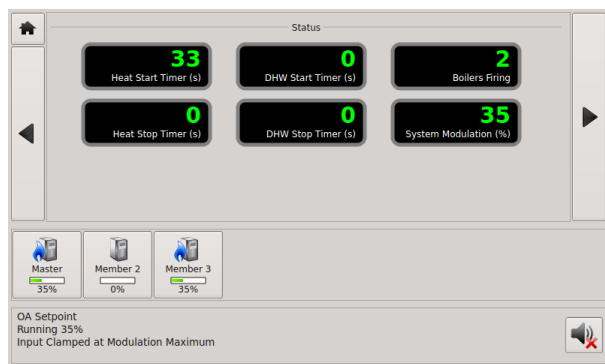 Status
33
Heat Start Timer (s)
0
DHW Start Timer (s)
2
Boilers Firing
0
Heat Stop Timer (s)
0
DHW Stop Timer (s)
35
System Modulation (%)
Master
35%
Member 2
0%
Member 3
35%
OA Setpoint
Running 35%
Input Clamped at Modulation Maximum